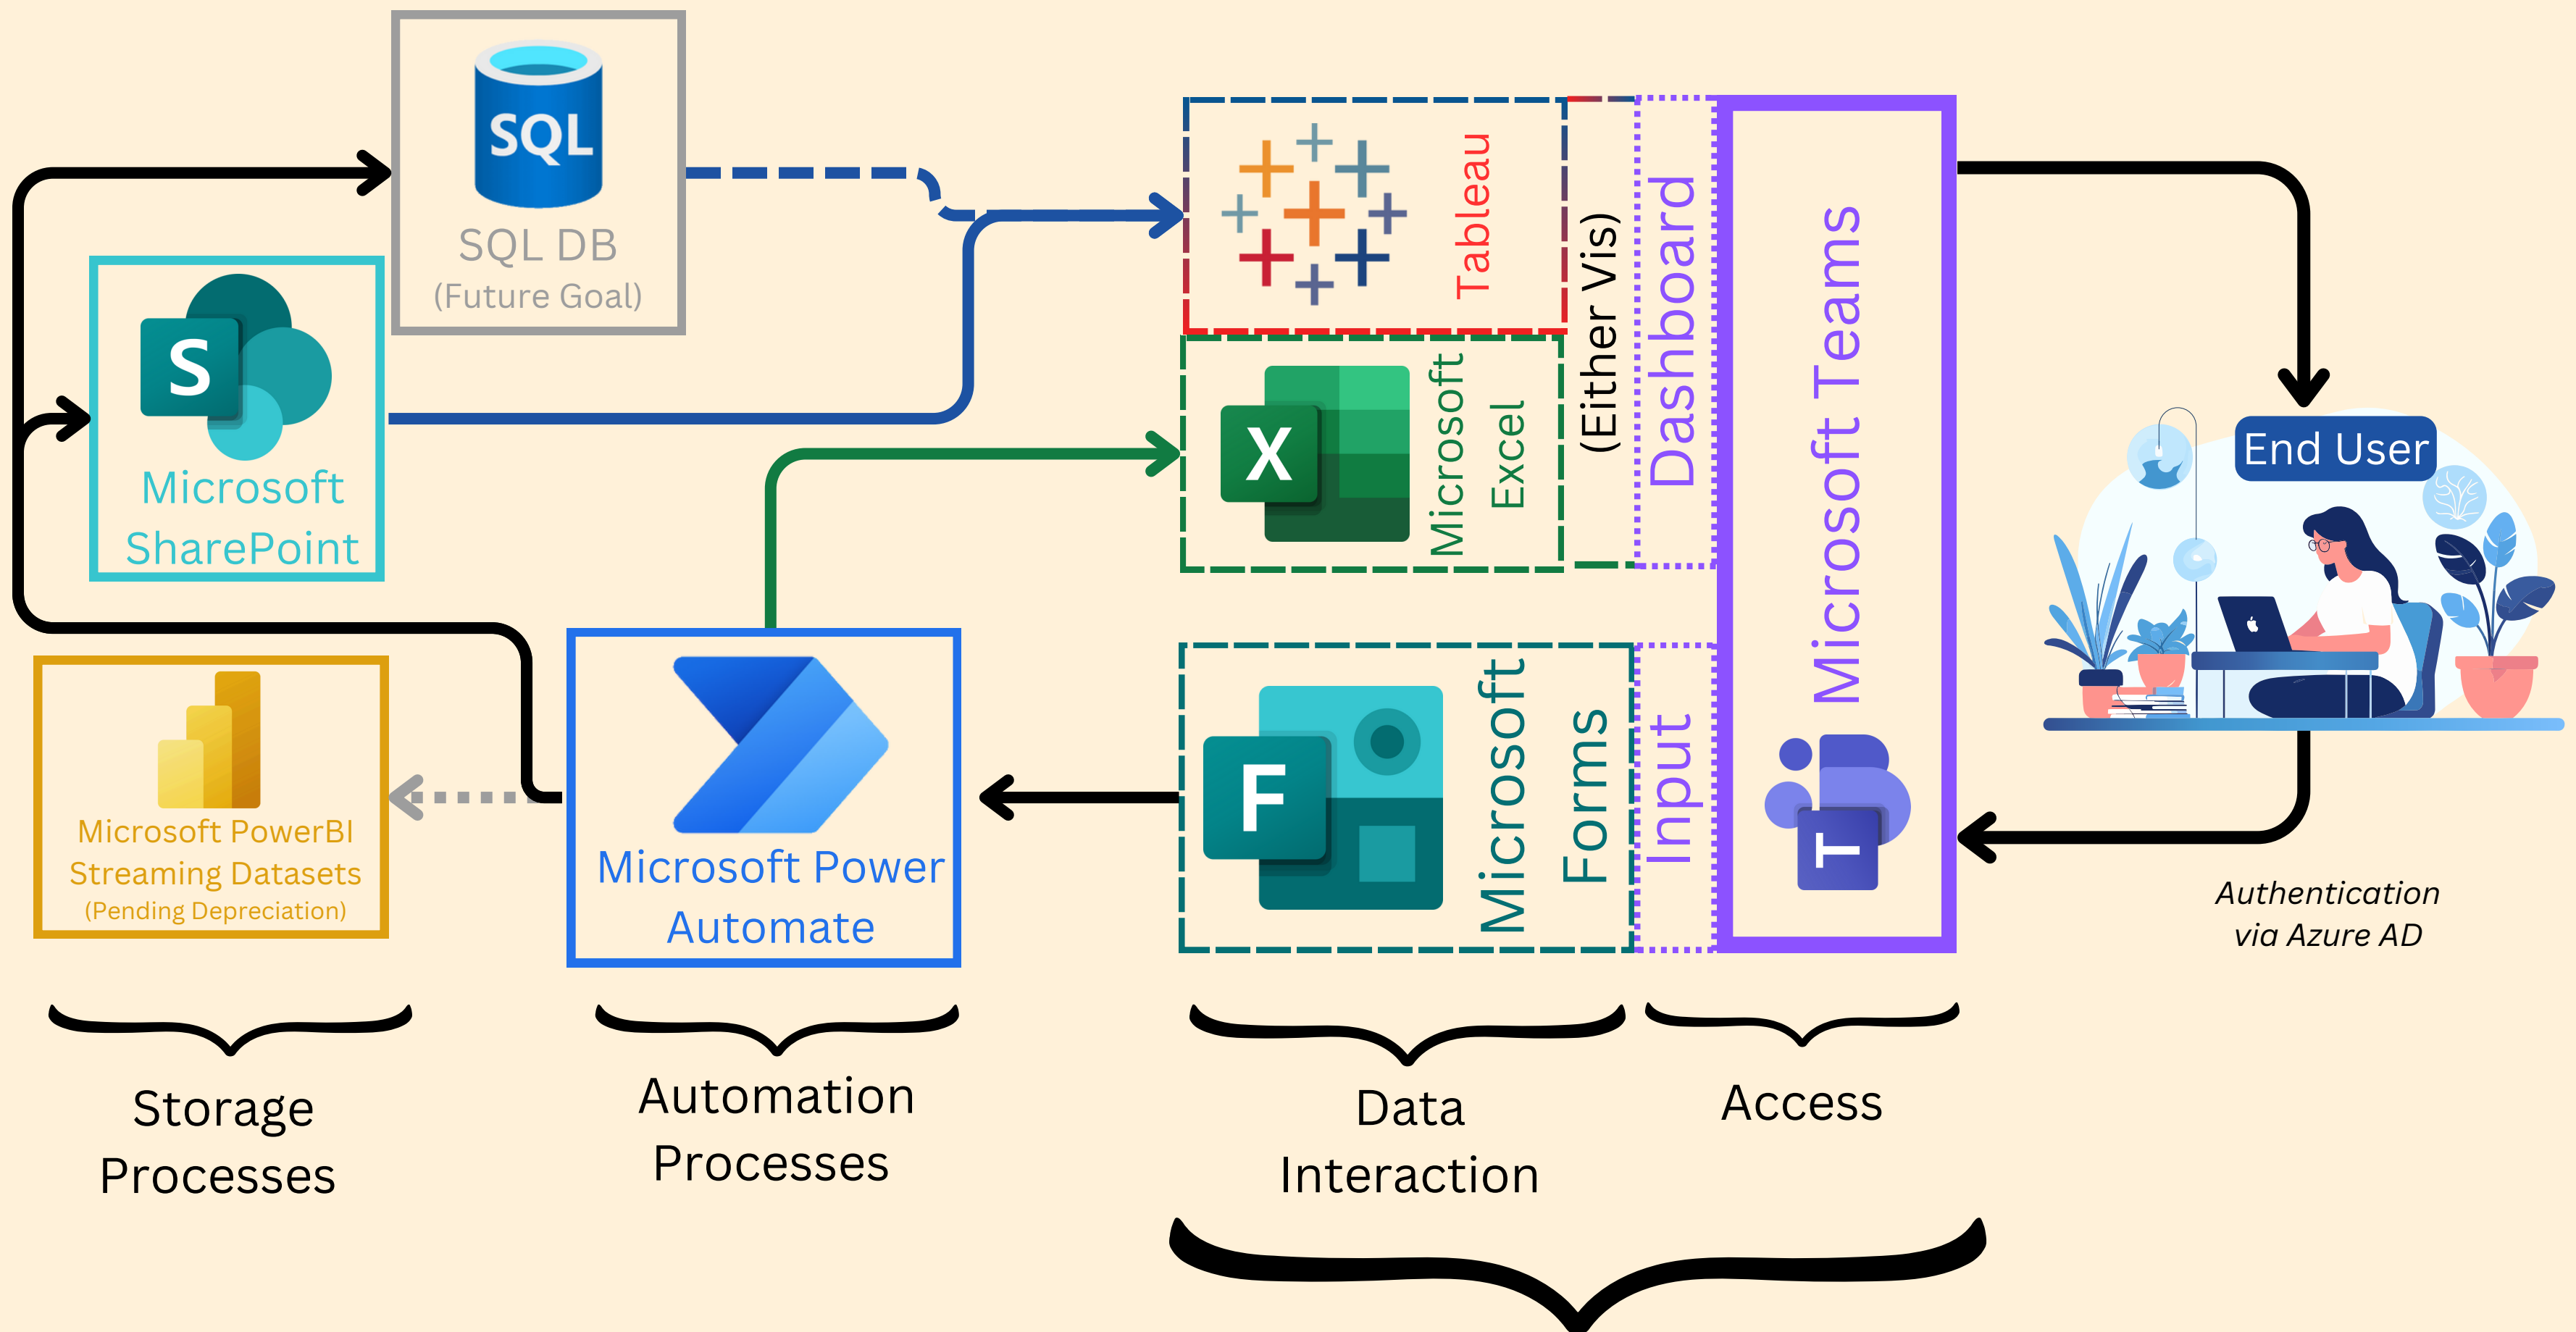 SQL
SQL DB
(Future Goal)
S
Microsoft
SharePoint
Microsoft PowerBI
Streaming Datasets
(Pending Depreciation)
Microsoft Power
Automate
Tableau
X
Microsoft
Excel
(Either Vis)
Dashboard
F
Microsoft
Forms
Input
Microsoft Teams
T
End User
Authentication
via Azure AD
Storage
Processes
Automation
Processes
Data
Interaction
Access